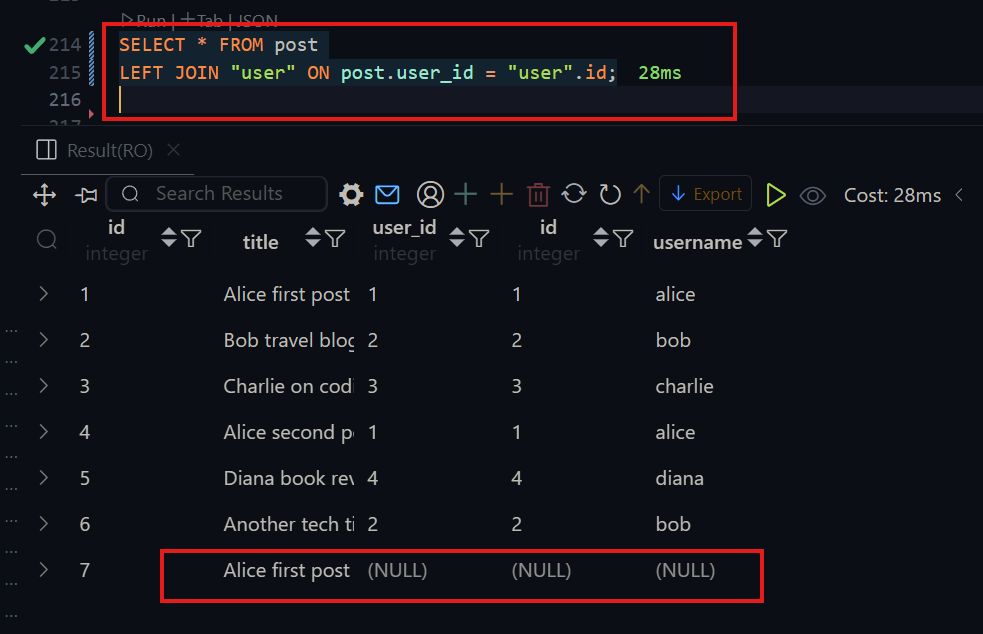 Run | Tab | JSON
214 SELECT * FROM post
215 LEFT JOIN "user" ON post.user_id = "user".id; 28ms
216
Result(RO)
Search Results Export Cost: 28ms
id title user_id id username
integer integer integer
1 Alice first post 1 1 alice
2 Bob travel blog 2 2 bob
3 Charlie on codi 3 3 charlie
4 Alice second p 1 1 alice
5 Diana book rev 4 4 diana
6 Another tech ti 2 2 bob
7 Alice first post (NULL) (NULL) (NULL)